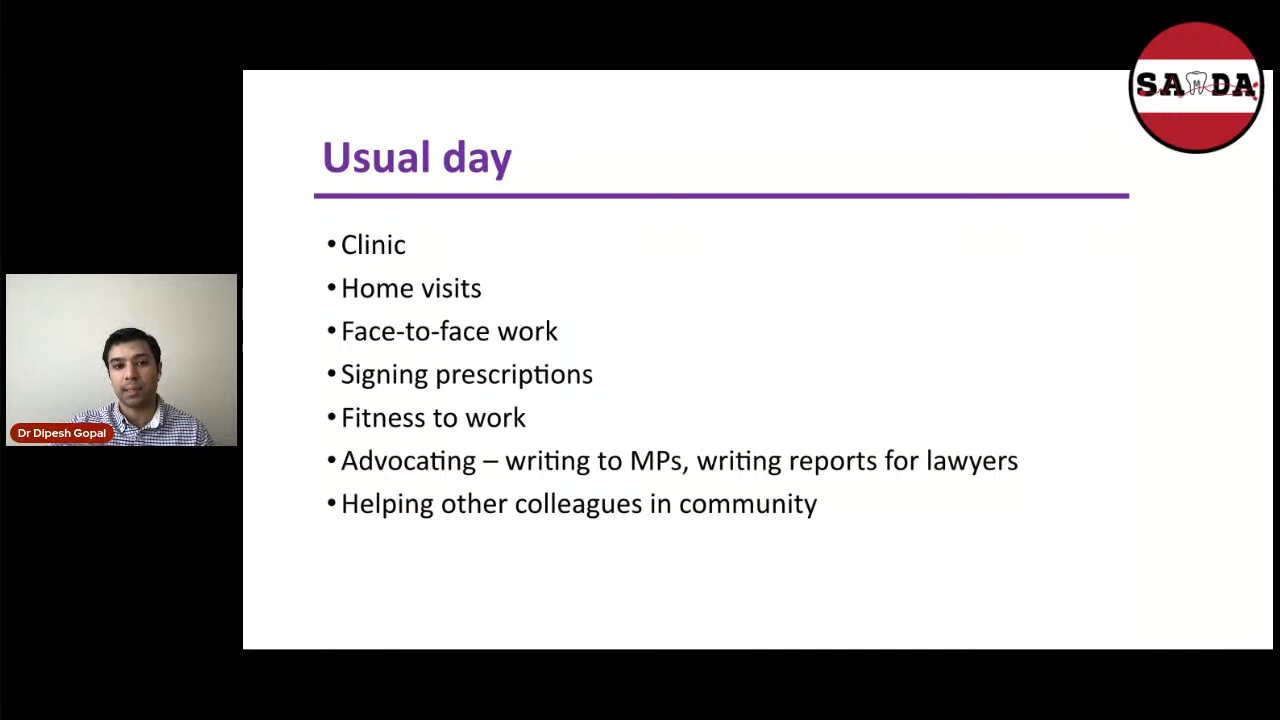 SAMDA
Usual day
•Clinic
•Home visits
•Face-to-face work
•Signing prescriptions
•Fitness to work
•Advocating – writing to MPs, writing reports for lawyers
•Helping other colleagues in community
Dr Dipesh Gopal